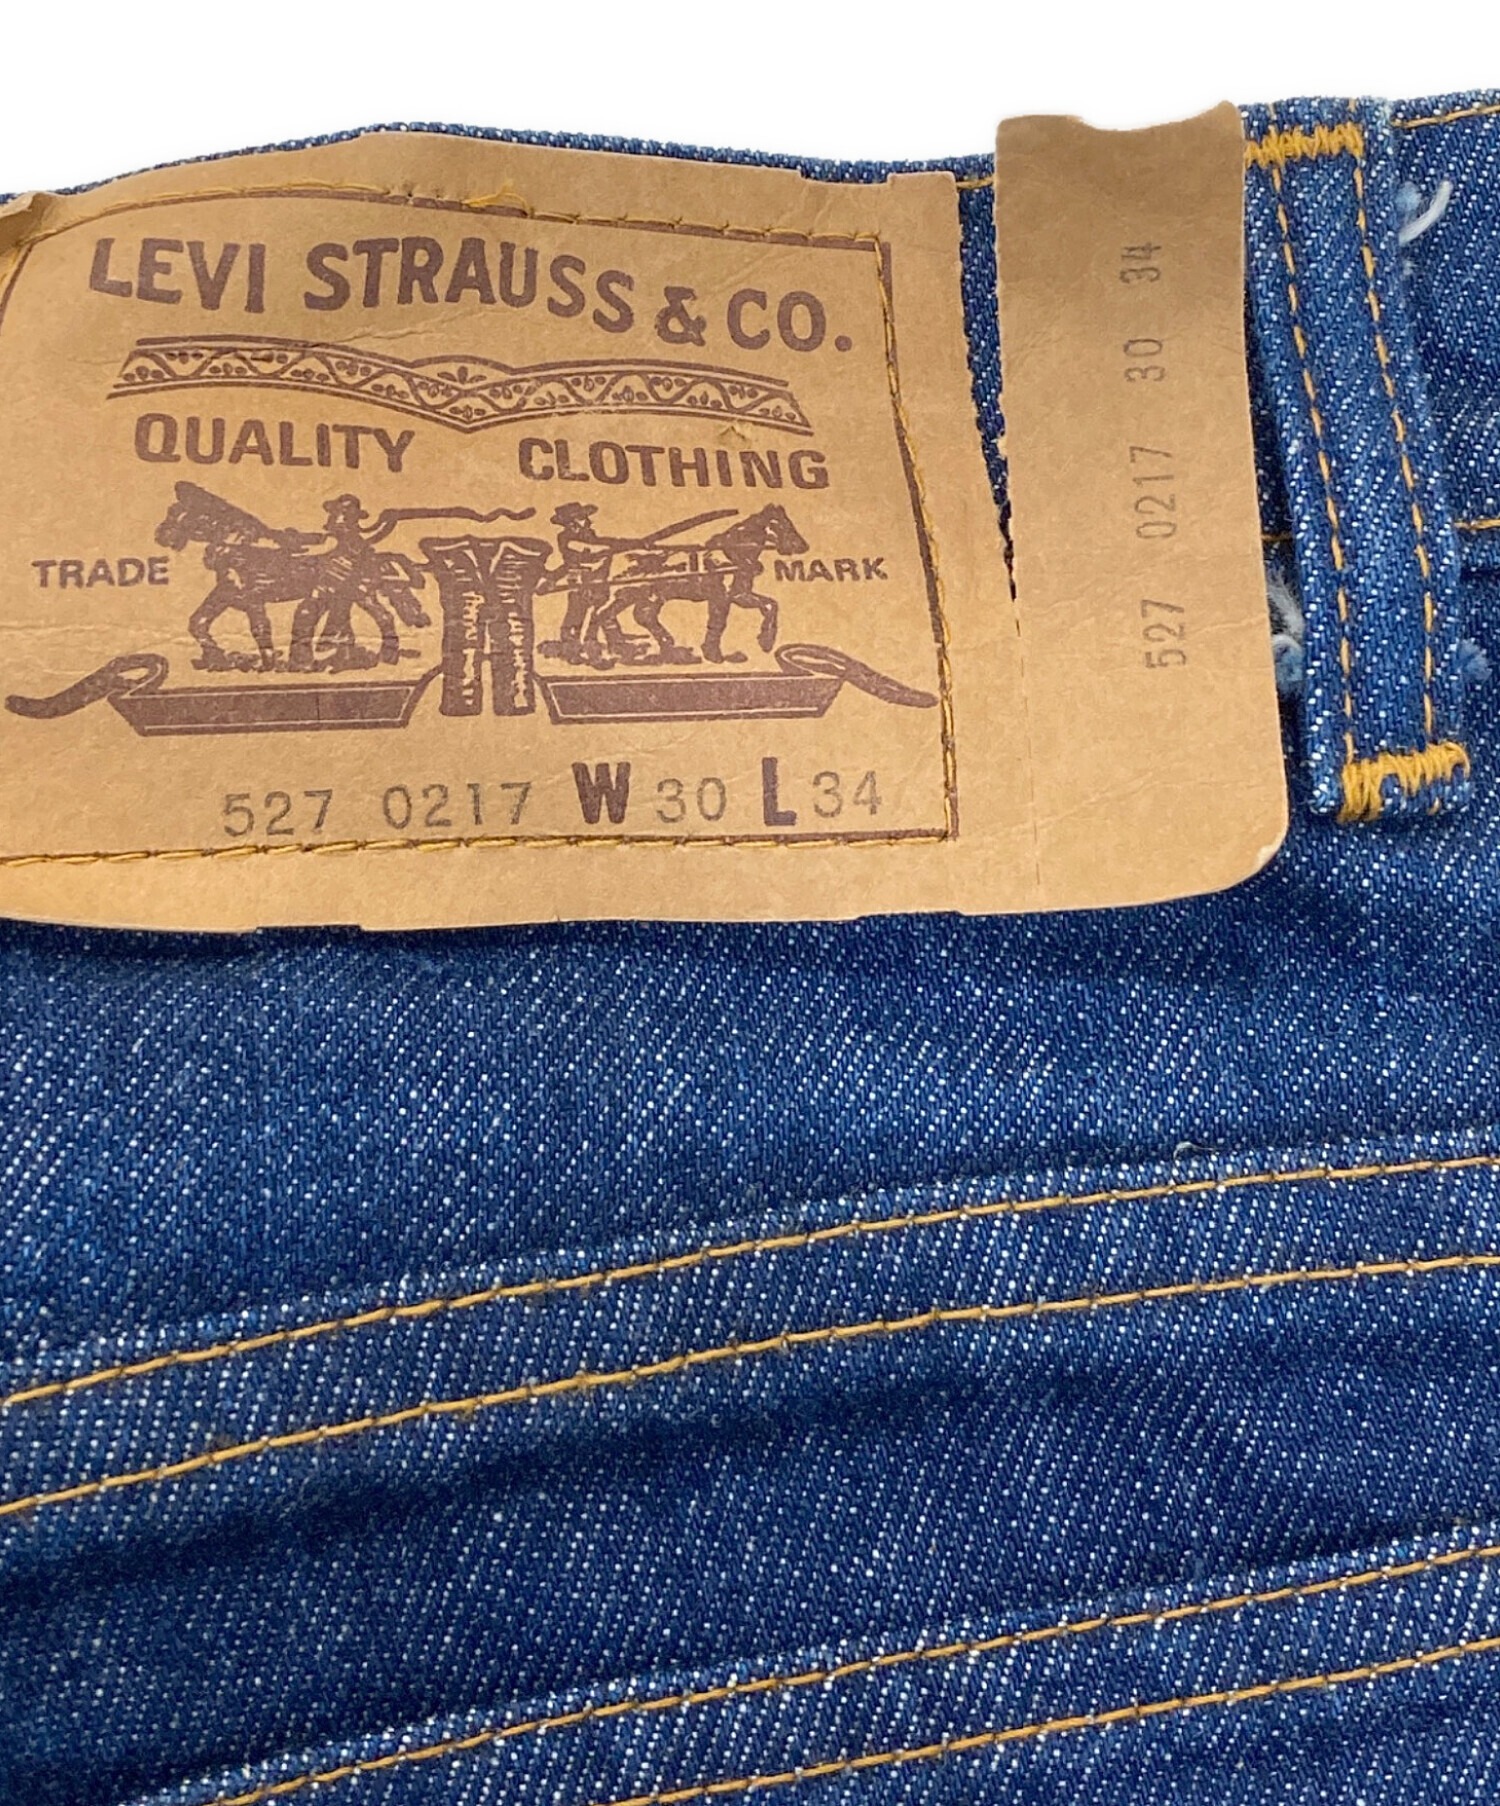 LEVI STRAUSS & CO.
QUALITY CLOTHING
TRADE MARK
527 0217 W 30 L 34
527 0217 30 34